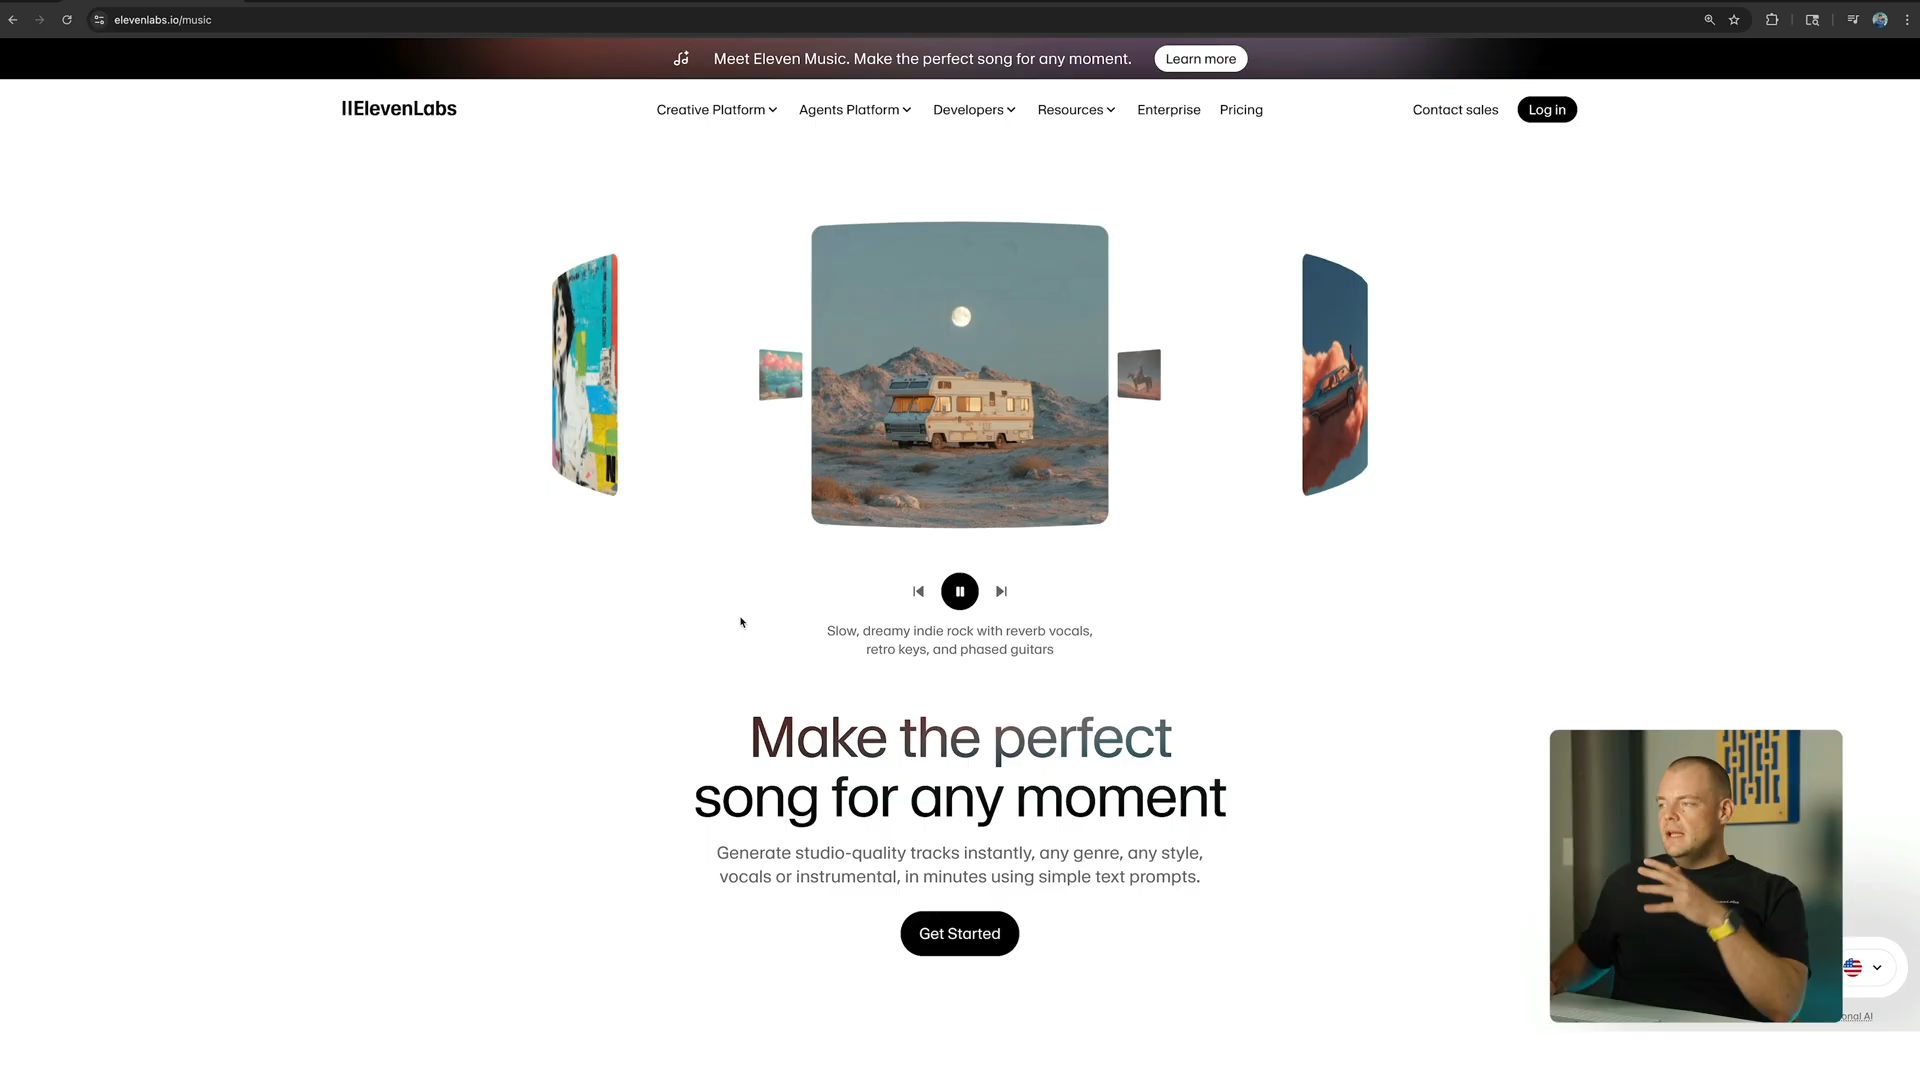 elevenlabs.io/music
Meet Eleven Music. Make the perfect song for any moment.
Learn more
IIElevenLabs
Creative Platform
Agents Platform
Developers
Resources
Enterprise
Pricing
Contact sales
Log in
Slow, dreamy indie rock with reverb vocals,
retro keys, and phased guitars
Make the perfect
song for any moment
Generate studio-quality tracks instantly, any genre, any style,
vocals or instrumental, in minutes using simple text prompts.
Get Started
onal AI